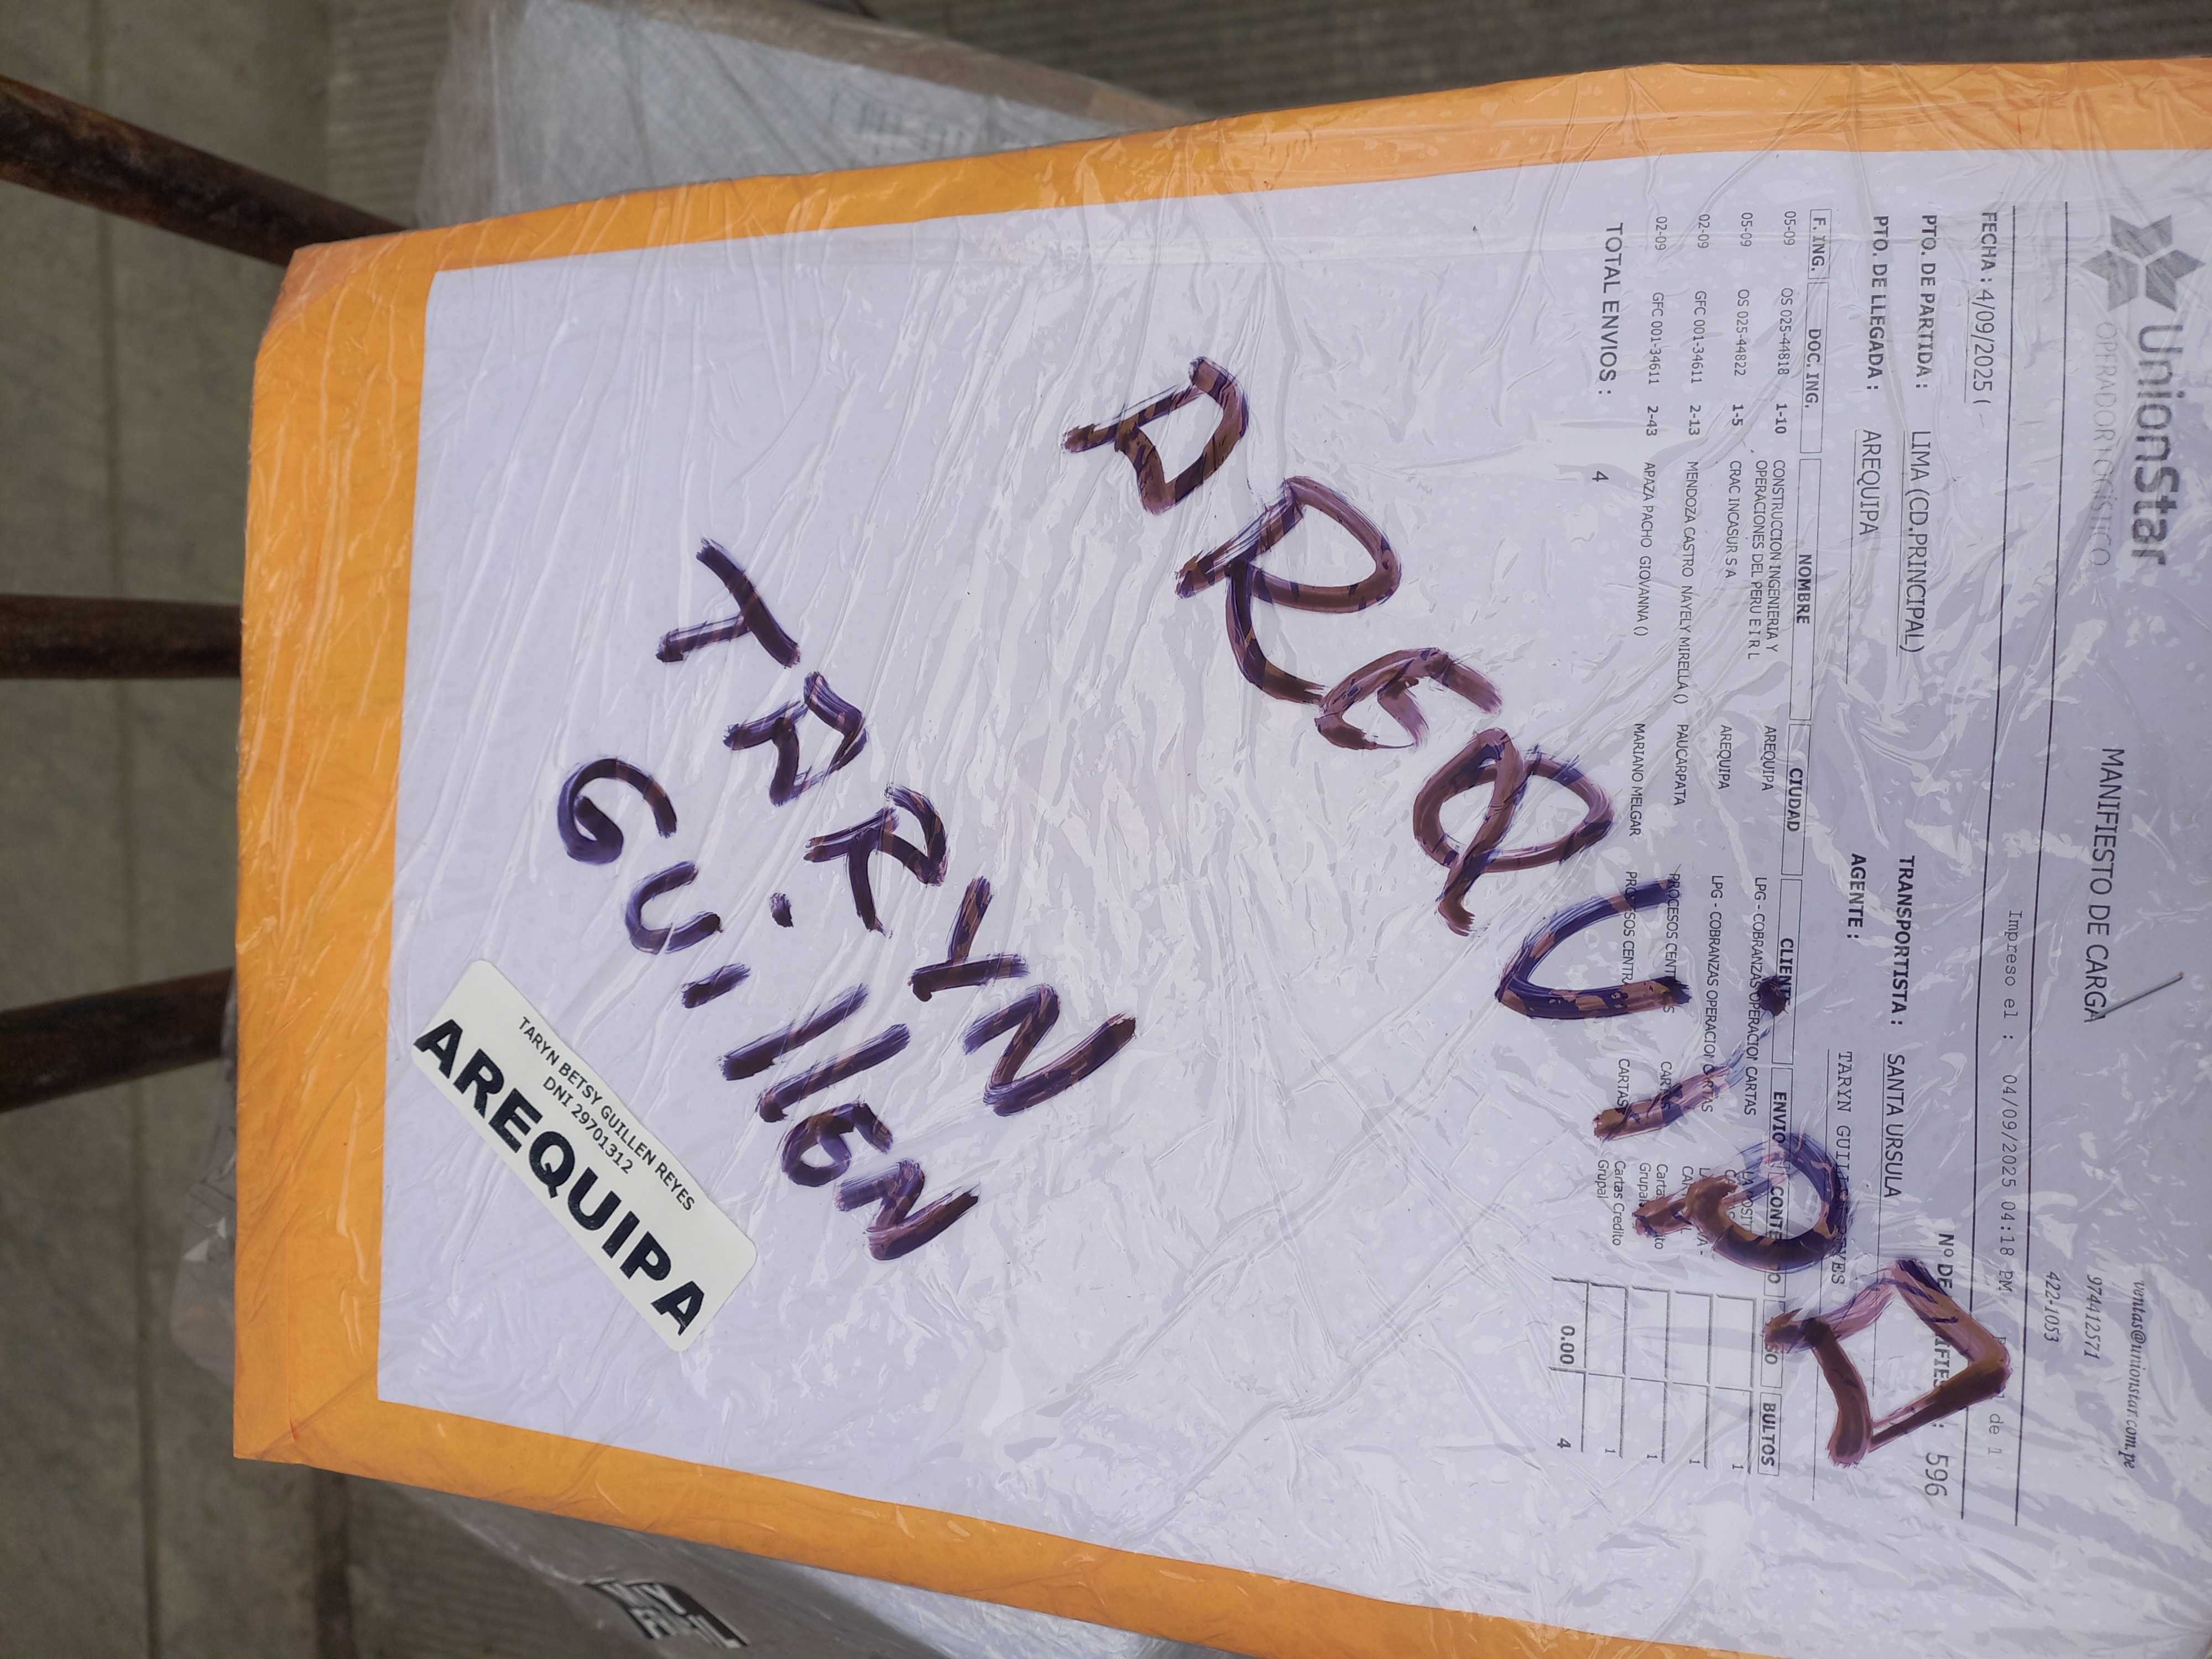 UnionStar
OPERADOR LOGÍSTICO
MANIFIESTO DE CARGA
ventas@unionstar.com.pe
974412571
422-1053
Impreso el : 04/09/2025 04:18 PM
de 1
FECHA : 4/09/2025 (
Nº DE 596
PTO. DE PARTIDA : LIMA (CD.PRINCIPAL)
TRANSPORTISTA : SANTA URSULA
PTO. DE LLEGADA : AREQUIPA
AGENTE : TARYN GUILLEN REYES
F. ING. DOC. ING. NOMBRE CIUDAD CLIENTE ENVIO BULTOS
05-09 OS 025-44818 1-10 CONSTRUCCION INGENIERIA Y OPERACIONES DEL PERU E I R L AREQUIPA LPG - COBRANZAS OPERACION CARTAS 1
05-09 OS 025-44822 1-5 CRAC INCASUR S A AREQUIPA LPG - COBRANZAS OPERACION CARTAS 1
02-09 GFC 001-34611 2-13 MENDOZA CASTRO NAYELY MIRELLA () PAUCARPATA PROCESOS CARTAS Grupal 1
02-09 GFC 001-34611 2-43 APAZA PACHO GIOVANNA () MARIANO MELGAR CARTAS Cartas Credito Grupal 1
TOTAL ENVIOS : 4 0.00 4
AREQUIPA
TARYN
GUILLEN
TARYN BETSY GUILLEN REYES
DNI 29701312
AREQUIPA